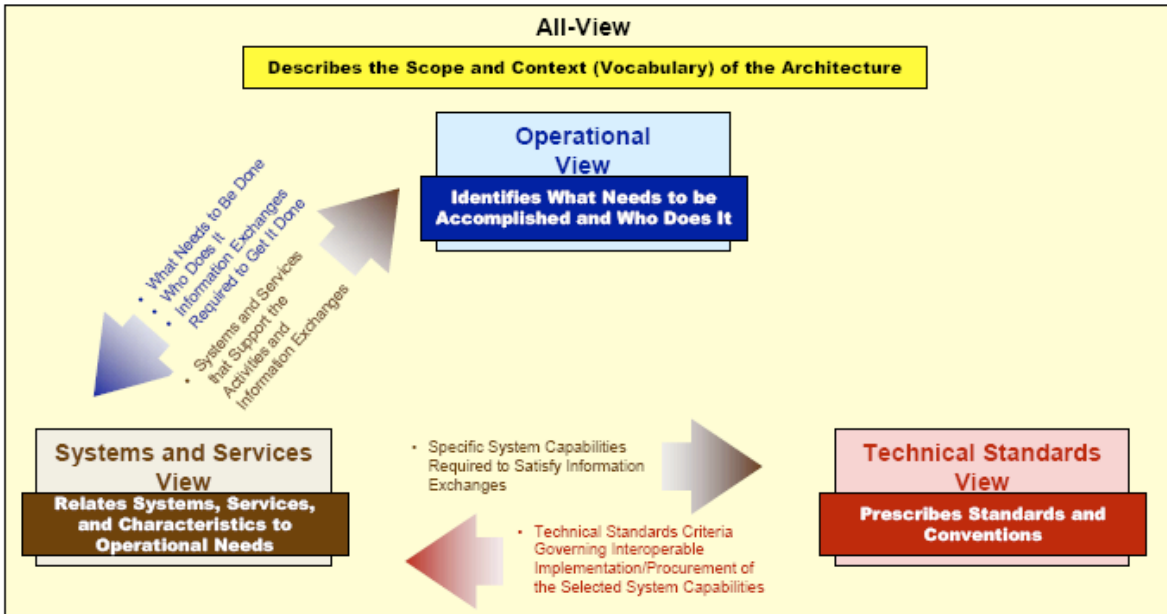 All-View
Describes the Scope and Context (Vocabulary) of the Architecture
Operational
View
Identifies What Needs to be
Accomplished and Who Does It
• What Needs to Be Done
• Who Does It
• Information Exchanges
Required to Get It Done
• Systems and Services
that Support the
Activities and
Information Exchanges
Systems and Services
View
Relates Systems, Services,
and Characteristics to
Operational Needs
• Specific System Capabilities
Required to Satisfy Information
Exchanges
• Technical Standards Criteria
Governing Interoperable
Implementation/Procurement of
the Selected System Capabilities
Technical Standards
View
Prescribes Standards and
Conventions